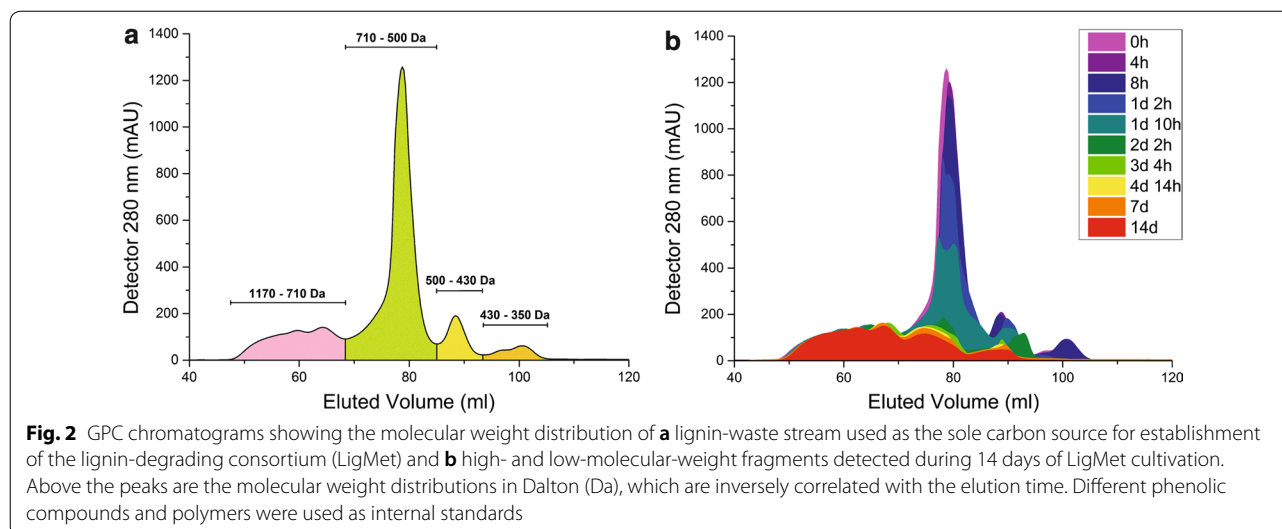 a
710 - 500 Da
1170 - 710 Da
500 - 430 Da
430 - 350 Da
1400
1200
1000
800
600
400
200
0
Detector 280 nm (mAU)
40
60
80
100
120
Eluted Volume (ml)
b
1400
1200
1000
800
600
400
200
0
Detector 280 nm (mAU)
40
60
80
100
120
Eluted Volume (ml)
0h
4h
8h
1d 2h
1d 10h
2d 2h
3d 4h
4d 14h
7d
14d
Fig. 2 GPC chromatograms showing the molecular weight distribution of a lignin-waste stream used as the sole carbon source for establishment
of the lignin-degrading consortium (LigMet) and b high- and low-molecular-weight fragments detected during 14 days of LigMet cultivation.
Above the peaks are the molecular weight distributions in Dalton (Da), which are inversely correlated with the elution time. Different phenolic
compounds and polymers were used as internal standards